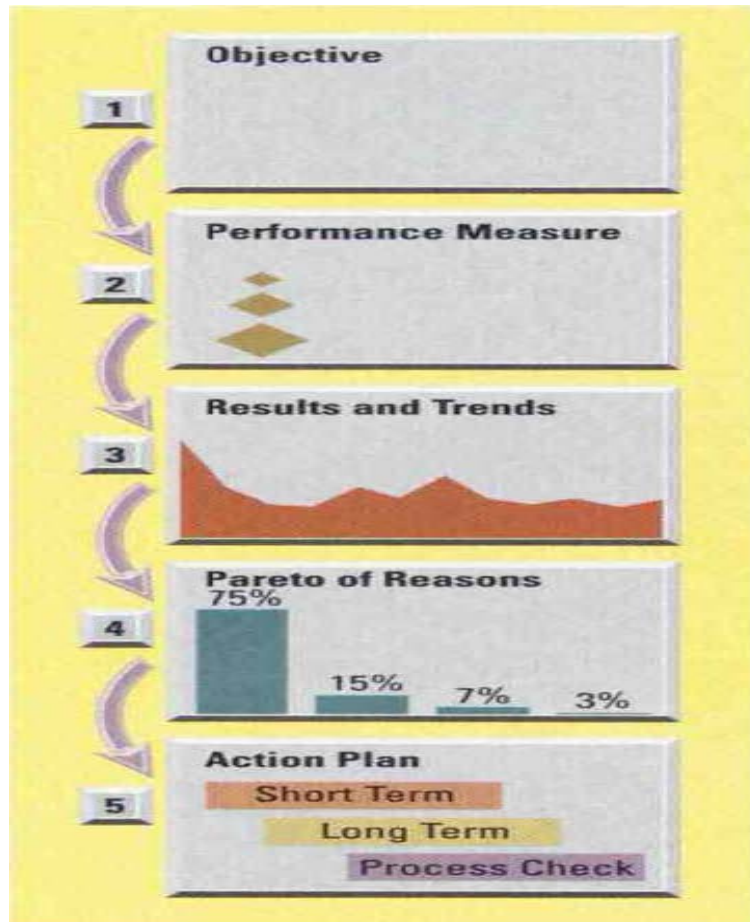 Objective
1
Performance Measure
2
Results and Trends
3
Pareto of Reasons
75%
15%
7%
3%
4
Action Plan
Short Term
5
Long Term
Process Check